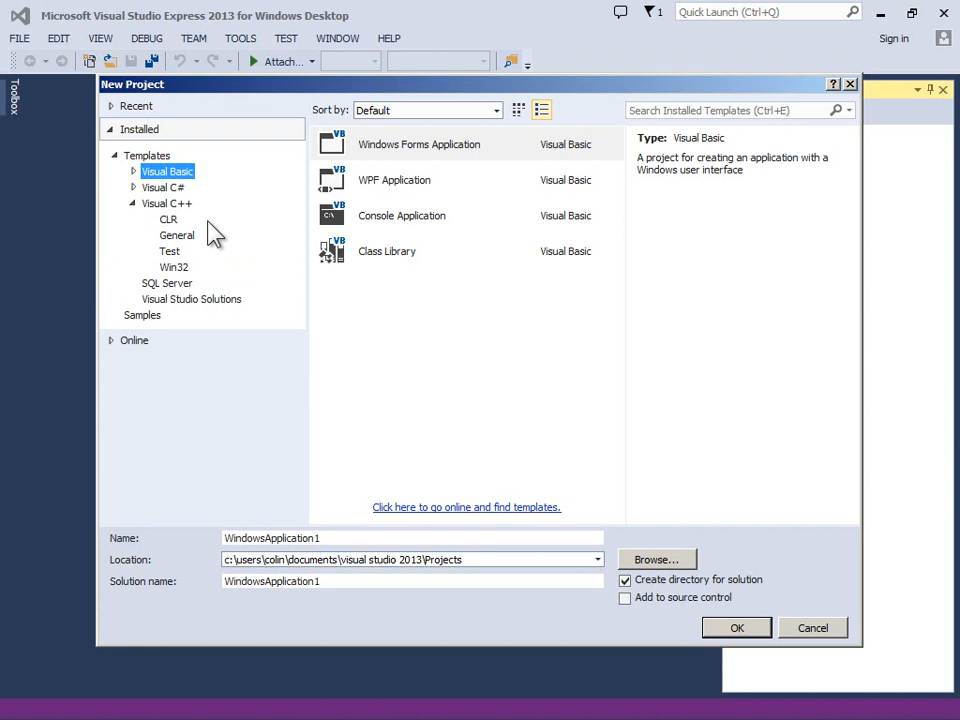 Microsoft Visual Studio Express 2013 for Windows Desktop
1
Quick Launch (Ctrl+Q)
FILE EDIT VIEW DEBUG TEAM TOOLS TEST WINDOW HELP
Sign in
Attach...
Toolbox
New Project
?
Recent
Installed
Sort by: Default
Search Installed Templates (Ctrl+E)
Templates
Visual Basic
Visual C#
Visual C++
CLR
General
Test
Win32
SQL Server
Visual Studio Solutions
Samples
Online
VB Windows Forms Application Visual Basic
VB WPF Application Visual Basic
VB C:\ Console Application Visual Basic
VB Class Library Visual Basic
Type: Visual Basic
A project for creating an application with a
Windows user interface
Click here to go online and find templates.
Name: WindowsApplication1
Location: c:\users\colin\documents\visual studio 2013\Projects
Browse...
Solution name: WindowsApplication1
Create directory for solution
Add to source control
OK Cancel